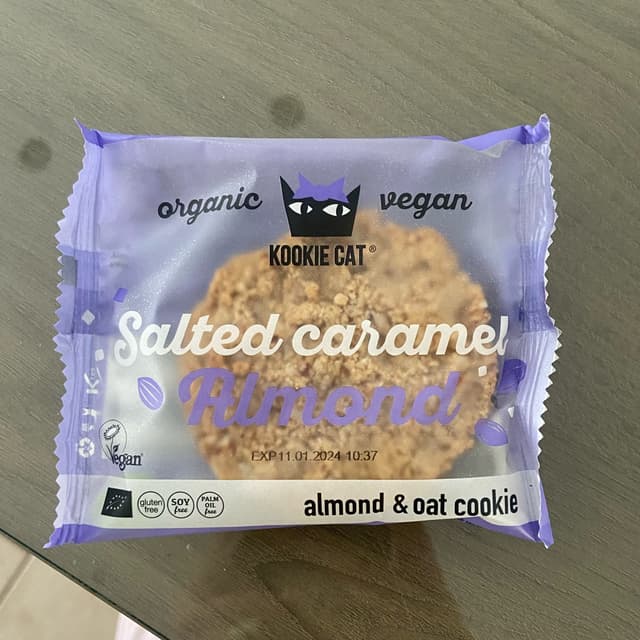 organic vegan
KOOKIE CAT®
Salted caramel
Almond
EXP 11.01.2024 10:37
Vegan
gluten free
SOY free
PALM OIL free
almond & oat cookie